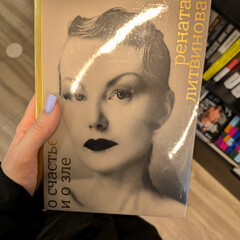 рената
литвинова
о счастье
и о зле